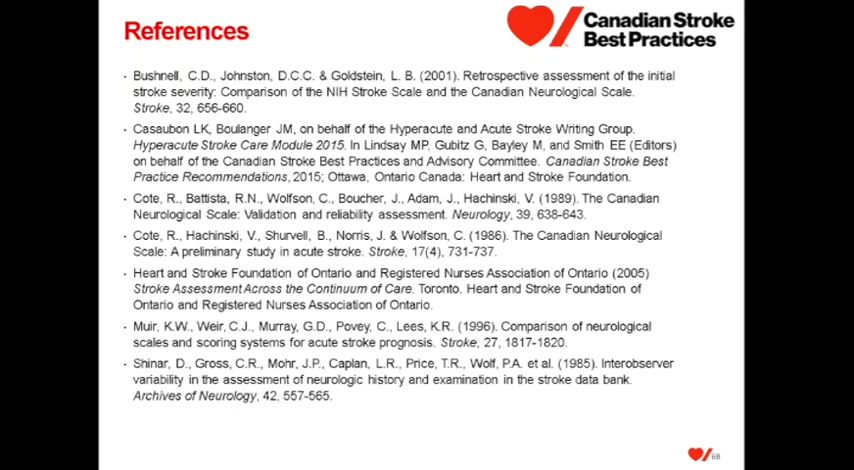 References
Canadian Stroke
Best Practices
· Bushnell, C.D., Johnston, D.C.C. & Goldstein, L. B. (2001). Retrospective assessment of the initial
stroke severity: Comparison of the NIH Stroke Scale and the Canadian Neurological Scale.
Stroke, 32, 656-660.
· Casaubon LK, Boulanger JM, on behalf of the Hyperacute and Acute Stroke Writing Group.
Hyperacute Stroke Care Module 2015. In Lindsay MP, Gubitz G, Bayley M, and Smith EE (Editors)
on behalf of the Canadian Stroke Best Practices and Advisory Committee. Canadian Stroke Best
Practice Recommendations, 2015; Ottawa, Ontario Canada: Heart and Stroke Foundation.
· Cote, R., Battista, R.N., Wolfson, C., Boucher, J., Adam, J., Hachinski, V. (1989). The Canadian
Neurological Scale: Validation and reliability assessment. Neurology, 39, 638-643.
· Cote, R., Hachinski, V., Shurvell, B., Norris, J. & Wolfson, C. (1986). The Canadian Neurological
Scale: A preliminary study in acute stroke. Stroke, 17(4), 731-737.
· Heart and Stroke Foundation of Ontario and Registered Nurses Association of Ontario (2005)
Stroke Assessment Across the Continuum of Care. Toronto. Heart and Stroke Foundation of
Ontario and Registered Nurses Association of Ontario.
· Muir, K.W., Weir, C.J., Murray, G.D., Povey, C., Lees, K.R. (1996). Comparison of neurological
scales and scoring systems for acute stroke prognosis. Stroke, 27, 1817-1820.
· Shinar, D., Gross, C.R., Mohr, J.P., Caplan, L.R., Price, T.R., Wolf, P.A. et al. (1985). Interobserver
variability in the assessment of neurologic history and examination in the stroke data bank.
Archives of Neurology, 42, 557-565.
68